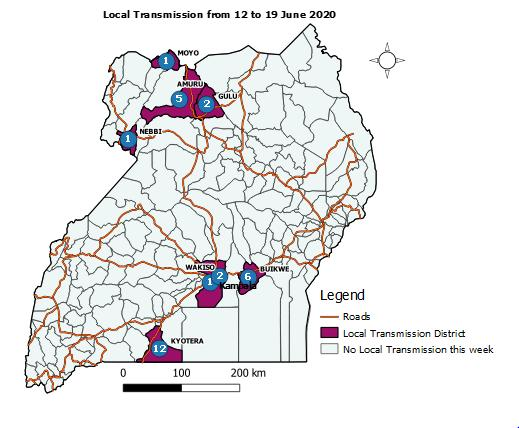 Local Transmission from 12 to 19 June 2020
MOYO
1
AMURU
5
GULU
2
NEBBI
1
WAKISO
1
2
Kampala
BUIKWE
6
KYOTERA
12
Legend
Roads
Local Transmission District
No Local Transmission this week
0 100 200 km